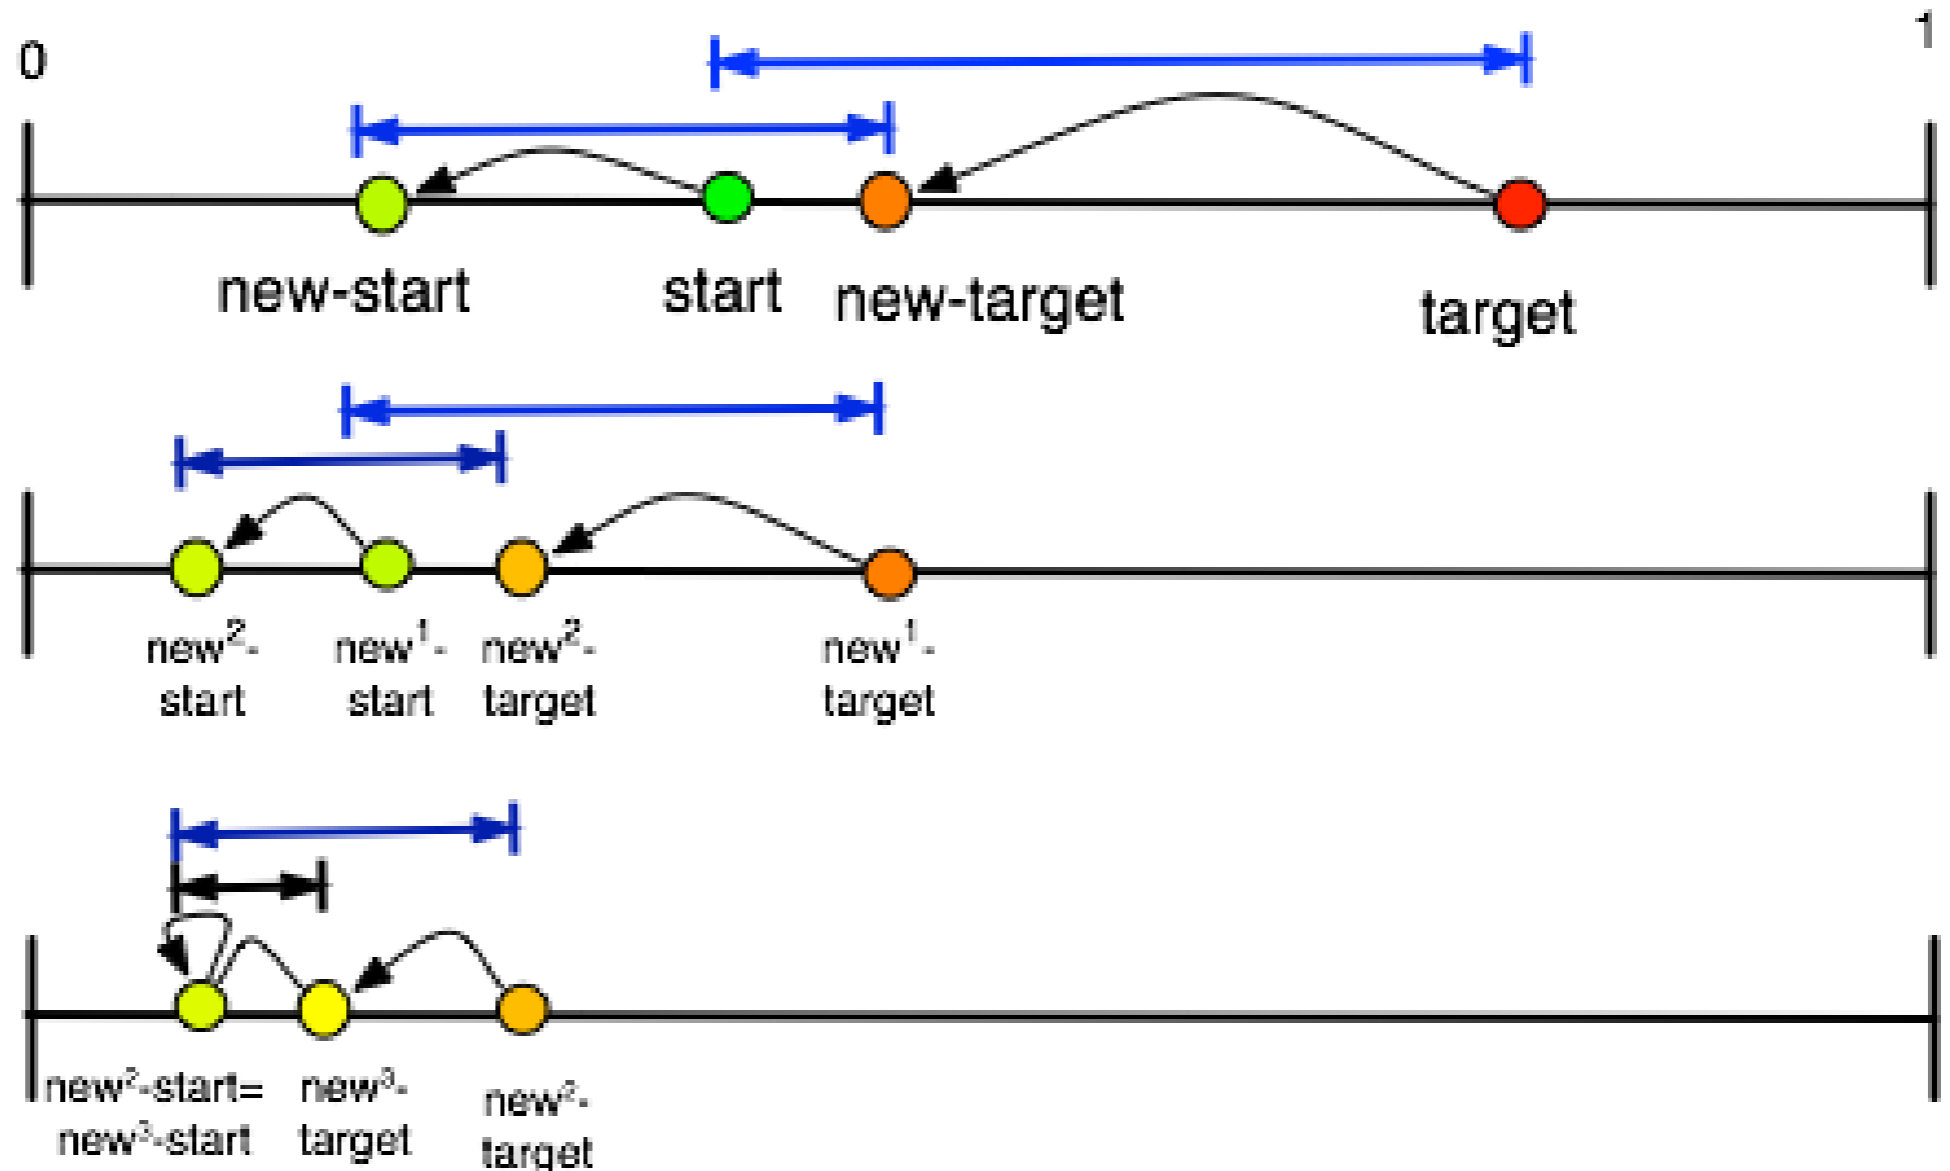 0
1
new-start
start
new-target
target
new²-
start
new¹-
start
new²-
target
new¹-
target
new²-start=
new³-start
new³-
target
new²-
target